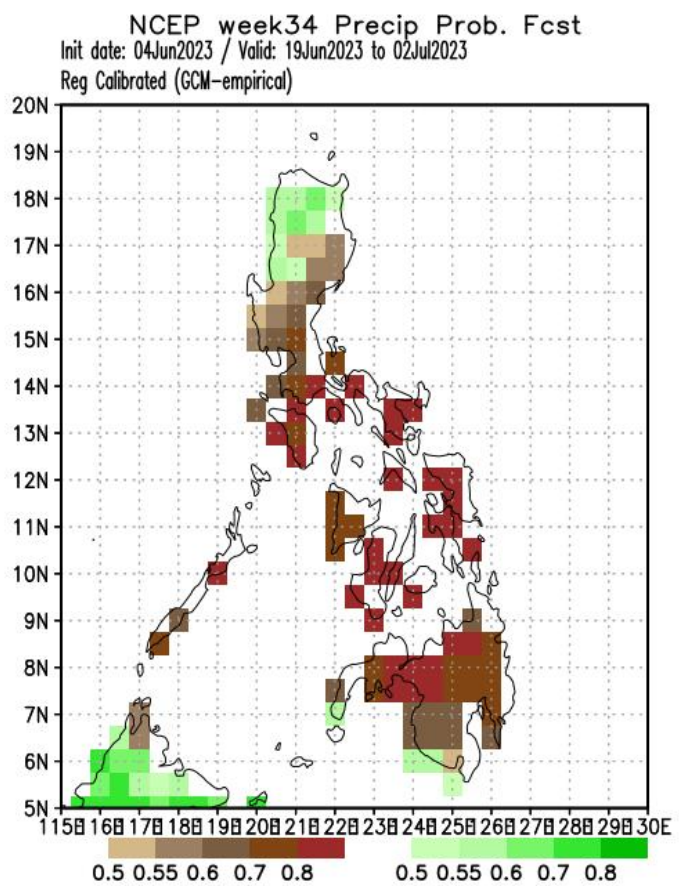 NCEP week34 Precip Prob. Fcst
Init date: 04Jun2023 / Valid: 19Jun2023 to 02Jul2023
Reg Calibrated (GCM-empirical)
20N
19N
18N
17N
16N
15N
14N
13N
12N
11N
10N
9N
8N
7N
6N
5N
115E 116E 117E 118E 119E 120E 121E 122E 123E 124E 125E 126E 127E 128E 129E 130E
0.5 0.55 0.6 0.7 0.8 0.5 0.55 0.6 0.7 0.8